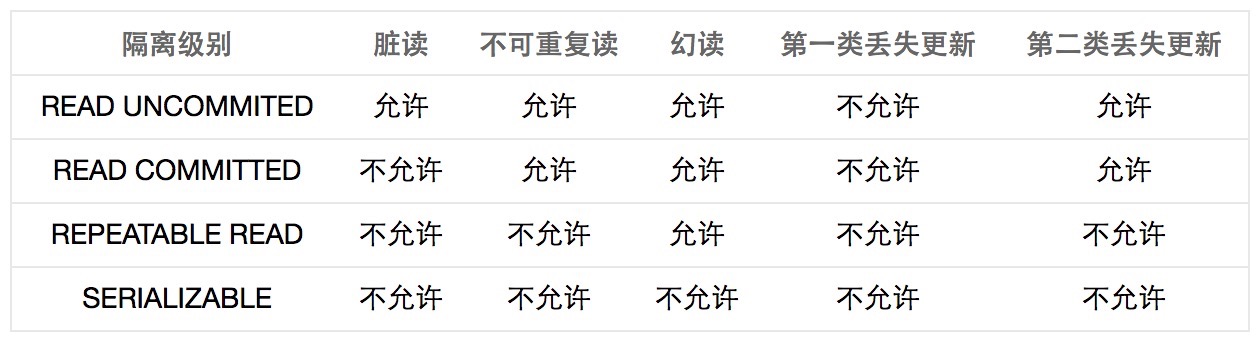 隔离级别 脏读 不可重复读 幻读 第一类丢失更新 第二类丢失更新
READ UNCOMMITED 允许 允许 允许 不允许 允许
READ COMMITTED 不允许 允许 允许 不允许 允许
REPEATABLE READ 不允许 不允许 允许 不允许 不允许
SERIALIZABLE 不允许 不允许 不允许 不允许 不允许